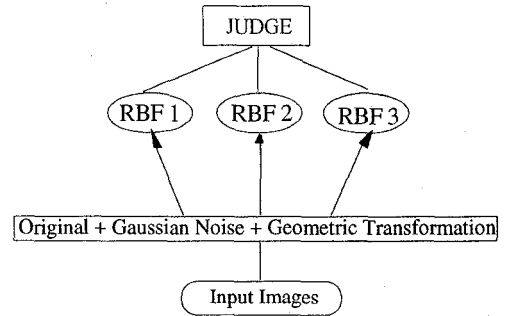 JUDGE
RBF 1 RBF 2 RBF 3
Original + Gaussian Noise + Geometric Transformation
Input Images